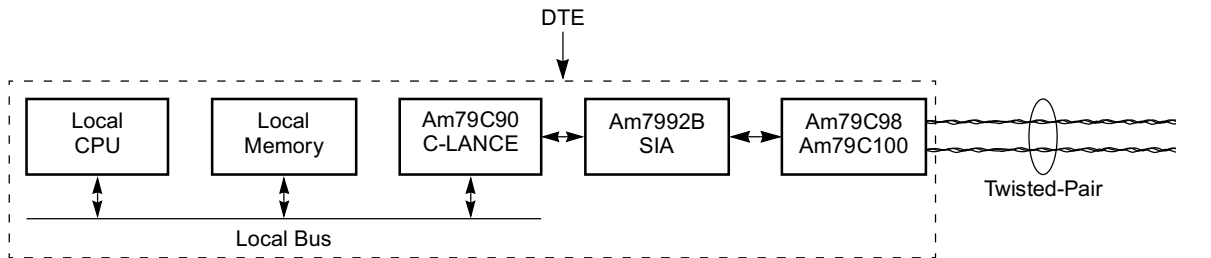 DTE
Local
CPU
Local
Memory
Am79C90
C-LANCE
Am7992B
SIA
Am79C98
Am79C100
Twisted-Pair
Local Bus